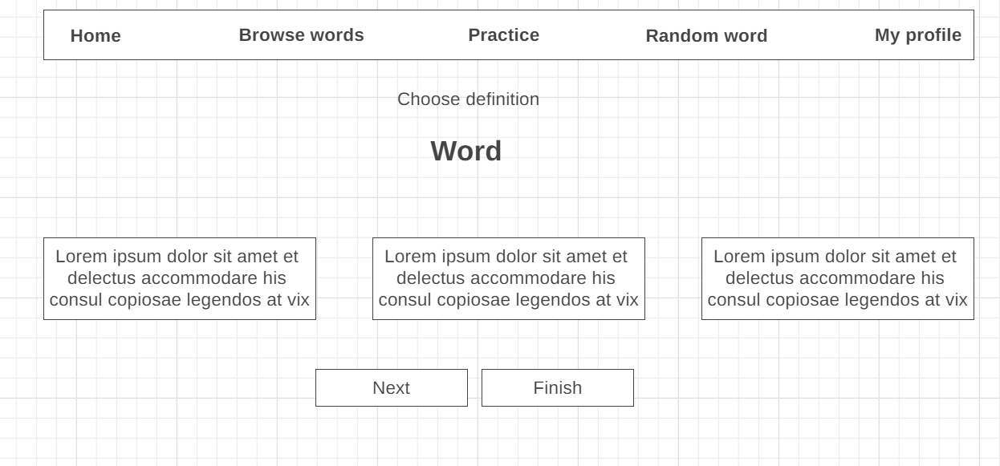 Home Browse words Practice Random word My profile
Choose definition
Word
Lorem ipsum dolor sit amet et
delectus accommodare his
consul copiosae legendos at vix
Lorem ipsum dolor sit amet et
delectus accommodare his
consul copiosae legendos at vix
Lorem ipsum dolor sit amet et
delectus accommodare his
consul copiosae legendos at vix
Next Finish